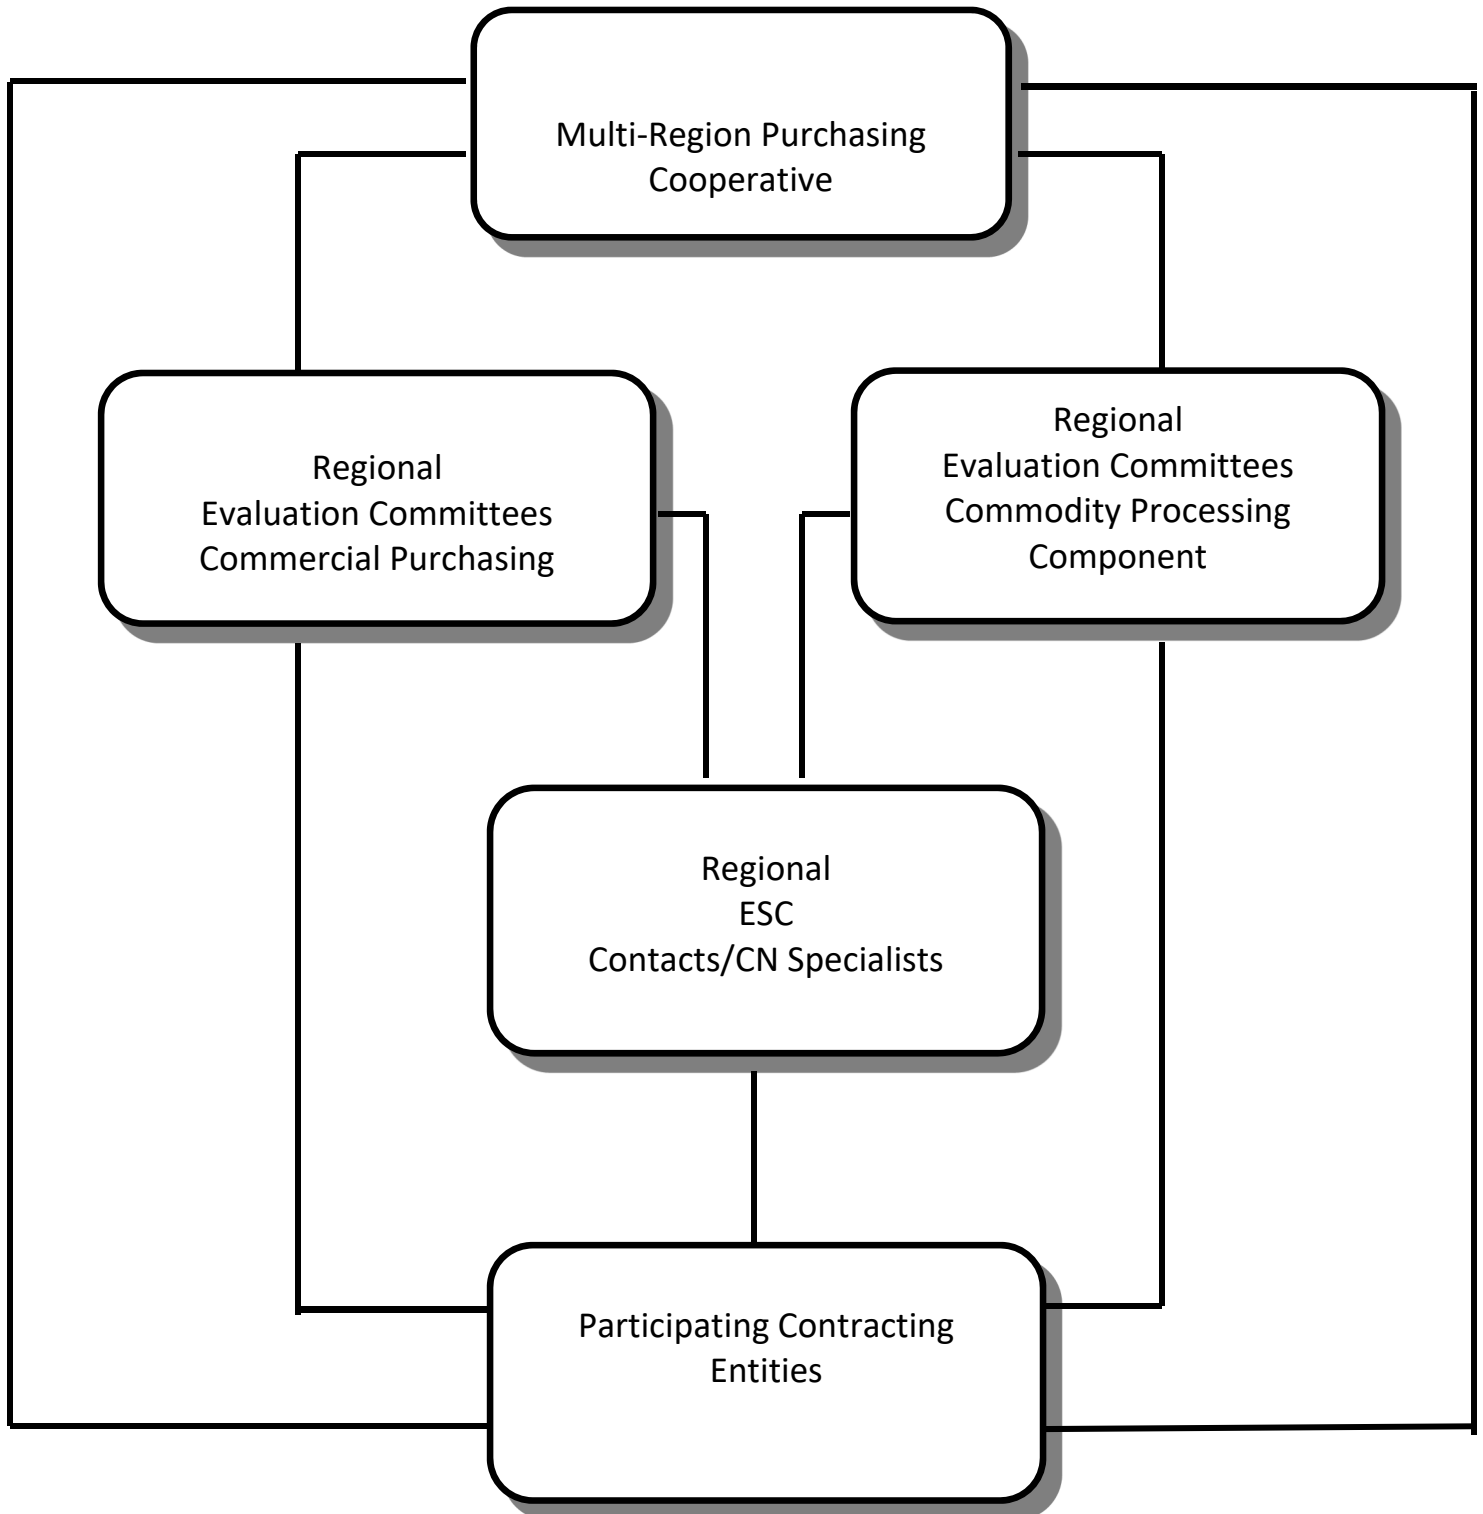 Multi-Region Purchasing
Cooperative
Regional
Evaluation Committees
Commercial Purchasing
Regional
Evaluation Committees
Commodity Processing
Component
Regional
ESC
Contacts/CN Specialists
Participating Contracting
Entities